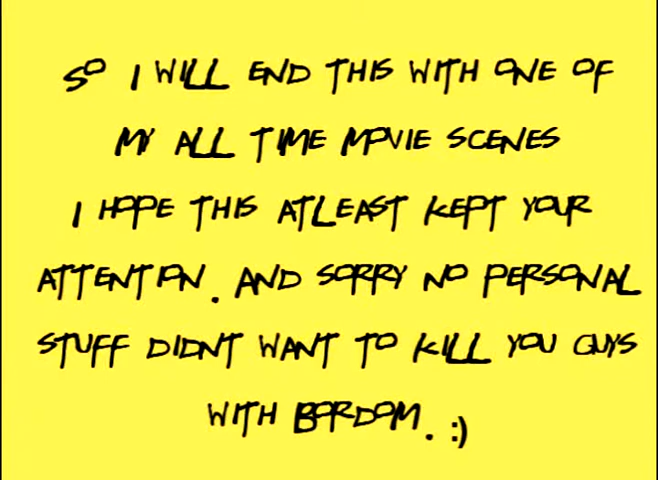 SO I WILL END THIS WITH ONE OF
MY ALL TIME MOVIE SCENES
I HOPE THIS ATLEAST KEPT YOUR
ATTENTION. AND SORRY NO PERSONAL
STUFF DIDNT WANT TO KILL YOU GUYS
WITH BORDOM. :)